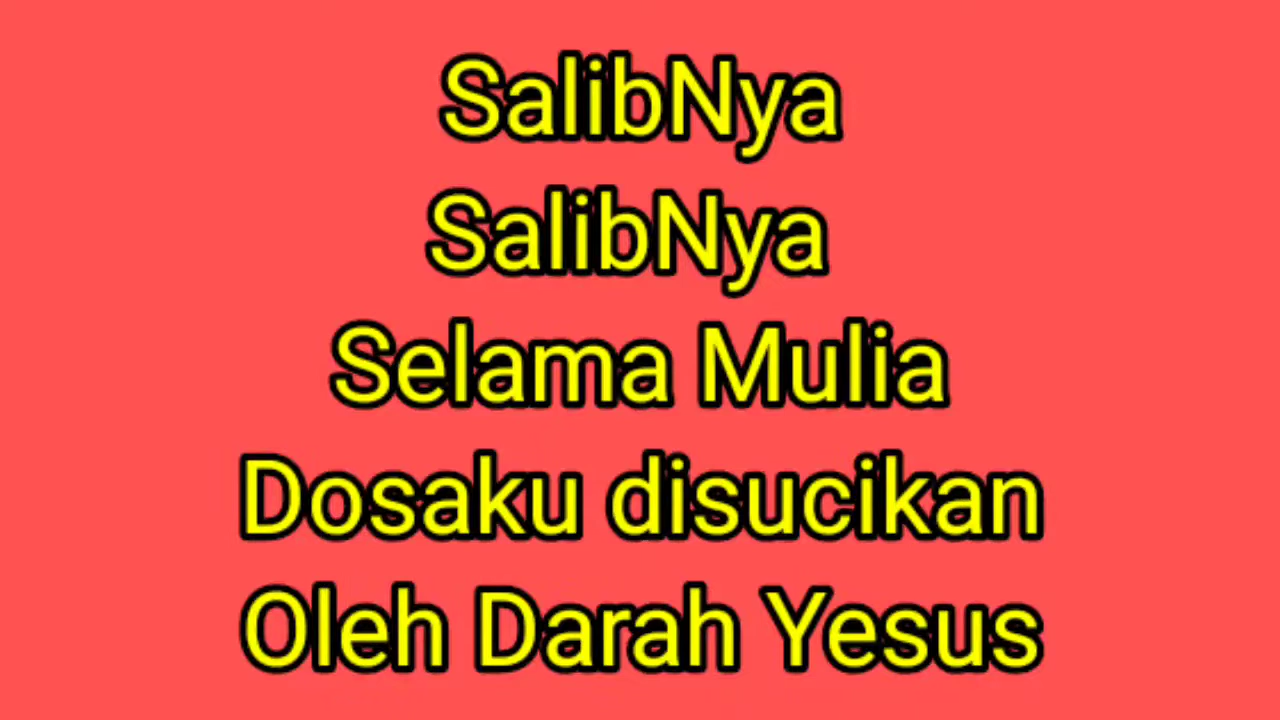 SalibNya
SalibNya
Selama Mulia
Dosaku disucikan
Oleh Darah Yesus